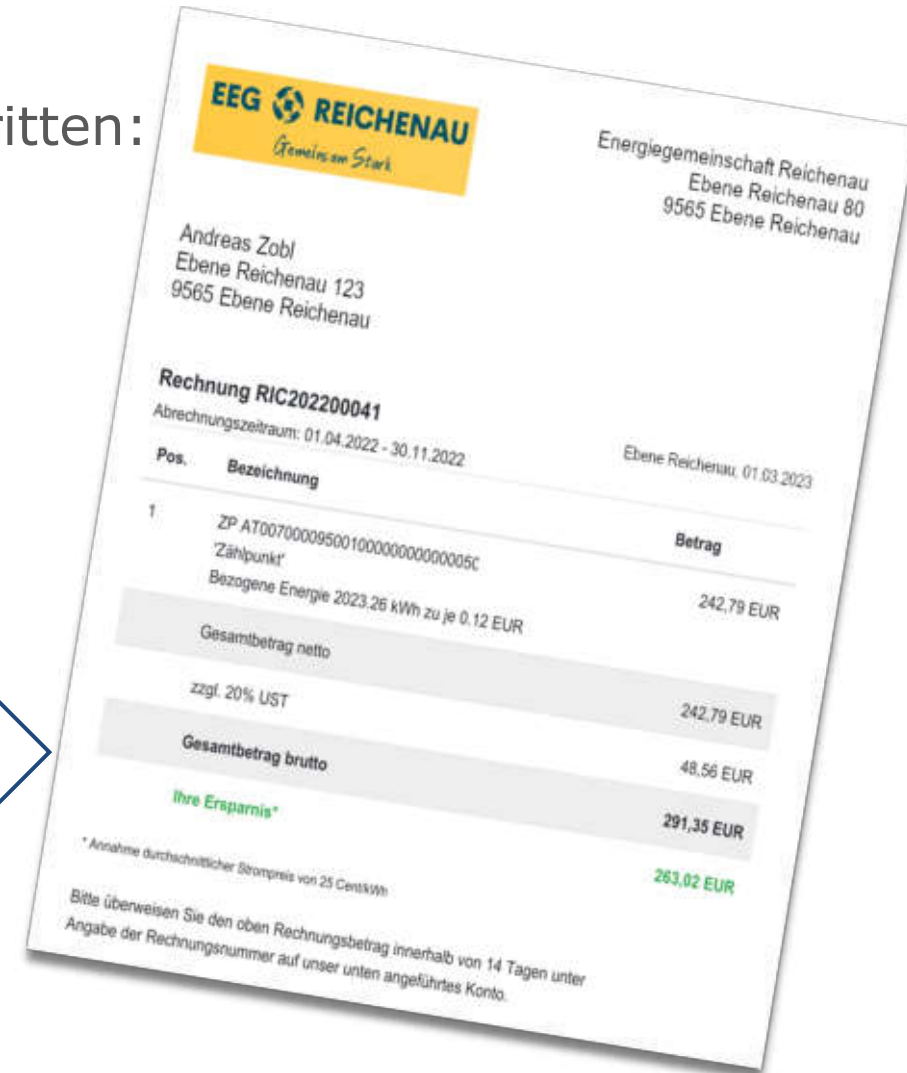 ritten:
EEG REICHENAU
Gemeinsam Stark
Energiegemeinschaft Reichenau
Ebene Reichenau 80
9565 Ebene Reichenau
Andreas Zobl
Ebene Reichenau 123
9565 Ebene Reichenau
Rechnung RIC202200041
Abrechnungszeitraum: 01.04.2022 - 30.11.2022
Ebene Reichenau, 01.03.2023
Pos. Bezeichnung Betrag
1 242,79 EUR
'Zählpunkt'
Bezogene Energie 2023.26 kWh zu je 0.12 EUR
Gesamtbetrag netto 242,79 EUR
zzgl. 20% UST 48,56 EUR
Gesamtbetrag brutto 291,35 EUR
Ihre Ersparnis* 263,02 EUR
* Annahme durchschnittlicher Strompreis von 25 Cent/kWh
Bitte überweisen Sie den oben Rechnungsbetrag innerhalb von 14 Tagen unter
Angabe der Rechnungsnummer auf unser unten angeführtes Konto.